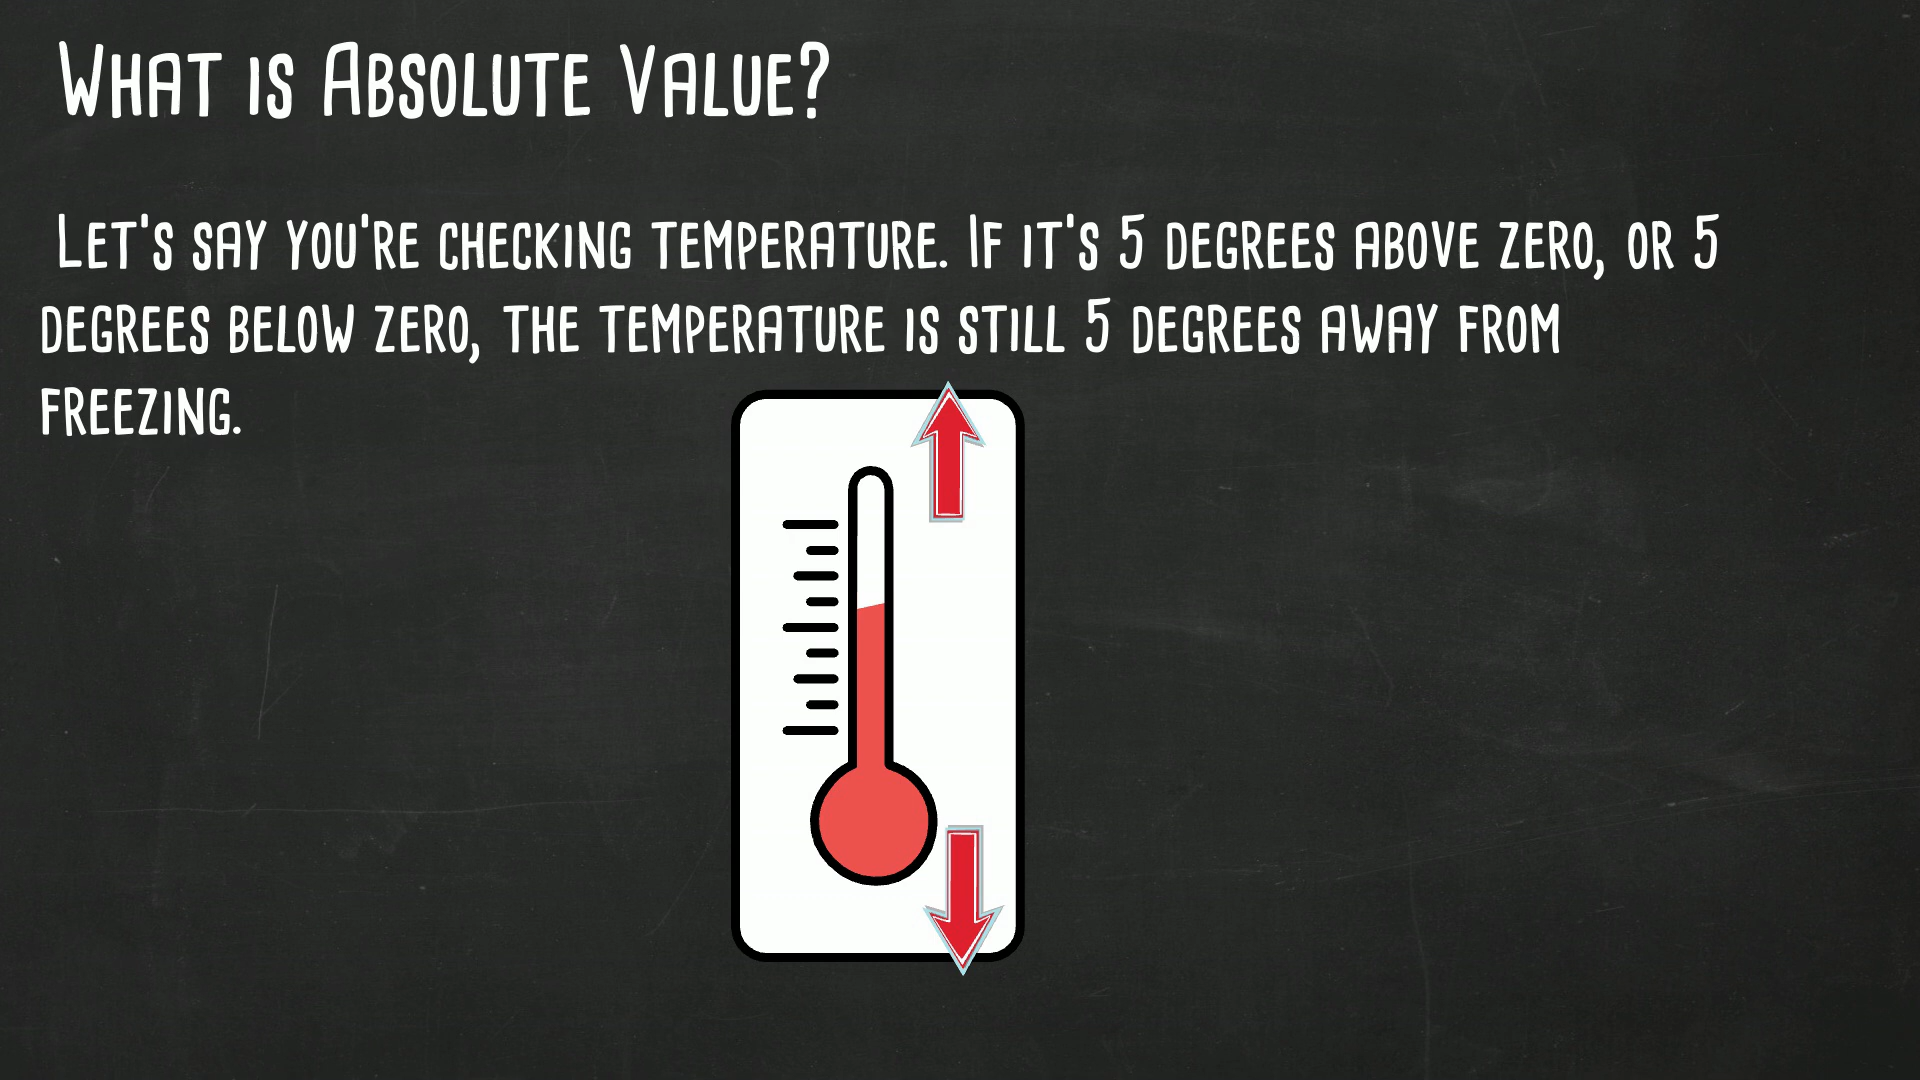 What is Absolute Value?
Let's say you're checking temperature. If it's 5 degrees above zero, or 5
degrees below zero, the temperature is still 5 degrees away from
freezing.